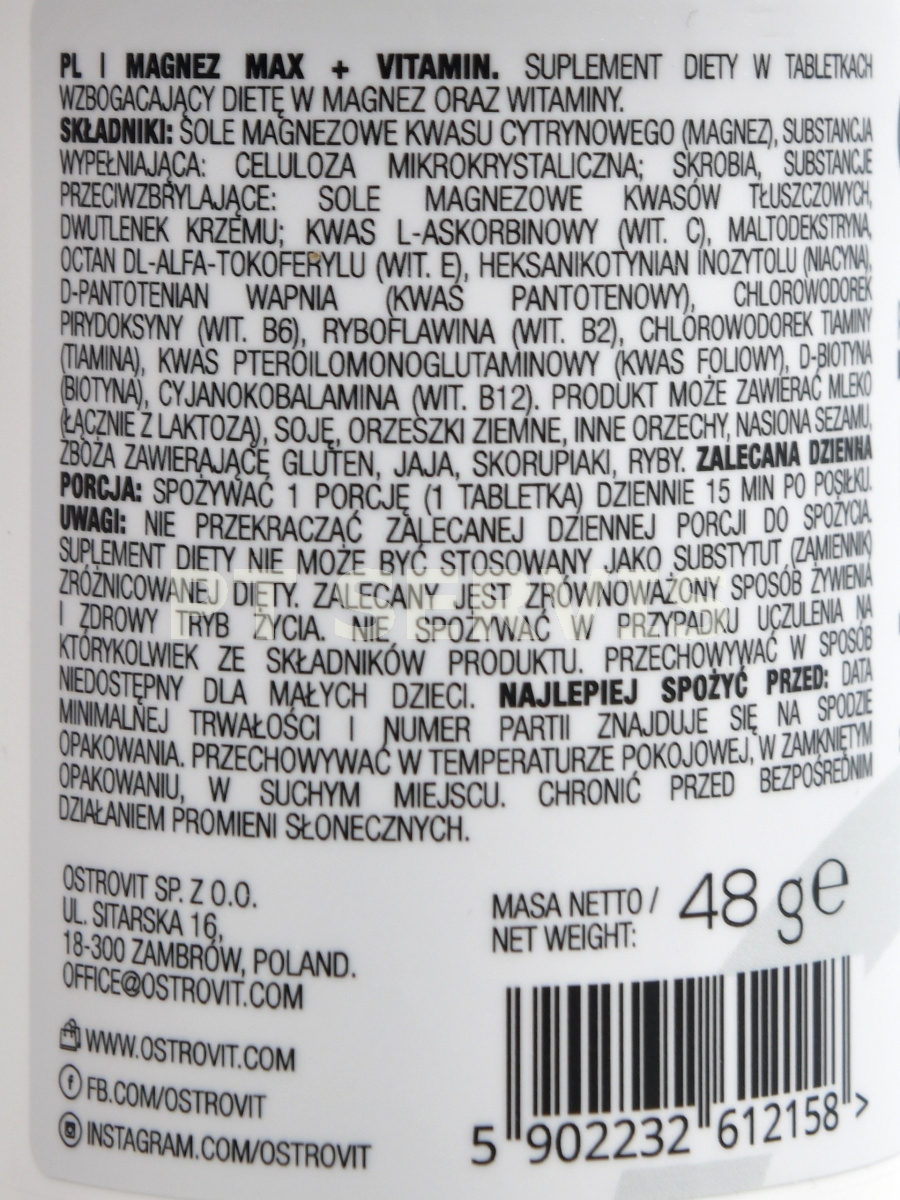 PL | MAGNEZ MAX + VITAMIN. SUPLEMENT DIETY W TABLETKACH
WZBOGACAJĄCY DIETĘ W MAGNEZ ORAZ WITAMINY.
SKŁADNIKI: SOLE MAGNEZOWE KWASU CYTRYNOWEGO (MAGNEZ), SUBSTANCJA
WYPEŁNIAJĄCA: CELULOZA MIKROKRYSTALICZNA; SKROBIA, SUBSTANCJE
PRZECIWZBRYLAJĄCE: SOLE MAGNEZOWE KWASÓW TŁUSZCZOWYCH,
DWUTLENEK KRZEMU; KWAS L-ASKORBINOWY (WIT. C), MALTODEKSTRYNA,
OCTAN DL-ALFA-TOKOFERYLU (WIT. E), HEKSANIKOTYNIAN INOZYTOLU (NIACYNA),
D-PANTOTENIAN WAPNIA (KWAS PANTOTENOWY), CHLOROWODOREK
PIRYDOKSYNY (WIT. B6), RYBOFLAWINA (WIT. B2), CHLOROWODOREK TIAMINY
(TIAMINA), KWAS PTEROILOMONOGLUTAMINOWY (KWAS FOLIOWY), D-BIOTYNA
(BIOTYNA), CYJANOKOBALAMINA (WIT. B12). PRODUKT MOŻE ZAWIERAĆ MLEKO
(ŁĄCZNIE Z LAKTOZĄ), SOJĘ, ORZESZKI ZIEMNE, INNE ORZECHY, NASIONA SEZAMU,
ZBOŻA ZAWIERAJĄCE GLUTEN, JAJA, SKORUPIAKI, RYBY. ZALECANA DZIENNA
PORCJA: SPOŻYWAĆ 1 PORCJĘ (1 TABLETKA) DZIENNIE 15 MIN PO POSIŁKU.
UWAGI: NIE PRZEKRACZAĆ ZALECANEJ DZIENNEJ PORCJI DO SPOŻYCIA.
SUPLEMENT DIETY NIE MOŻE BYĆ STOSOWANY JAKO SUBSTYTUT (ZAMIENNIK)
ZRÓŻNICOWANEJ DIETY. ZALECANY JEST ZRÓWNOWAŻONY SPOSÓB ŻYWIENIA
I ZDROWY TRYB ŻYCIA. NIE SPOŻYWAĆ W PRZYPADKU UCZULENIA NA
KTÓRYKOLWIEK ZE SKŁADNIKÓW PRODUKTU. PRZECHOWYWAĆ W SPOSÓB
NIEDOSTĘPNY DLA MAŁYCH DZIECI. NAJLEPIEJ SPOŻYĆ PRZED: DATA
MINIMALNEJ TRWAŁOŚCI I NUMER PARTII ZNAJDUJE SIĘ NA SPODZIE
OPAKOWANIA. PRZECHOWYWAĆ W TEMPERATURZE POKOJOWEJ, W ZAMKNIĘTYM
OPAKOWANIU, W SUCHYM MIEJSCU. CHRONIĆ PRZED BEZPOŚREDNIM
DZIAŁANIEM PROMIENI SŁONECZNYCH.
OSTROVIT SP. Z O.O.
UL. SITARSKA 16,
18-300 ZAMBRÓW, POLAND.
OFFICE@OSTROVIT.COM
WWW.OSTROVIT.COM
FB.COM/OSTROVIT
INSTAGRAM.COM/OSTROVIT
MASA NETTO / 48 g e
NET WEIGHT:
5 902232 612158 >